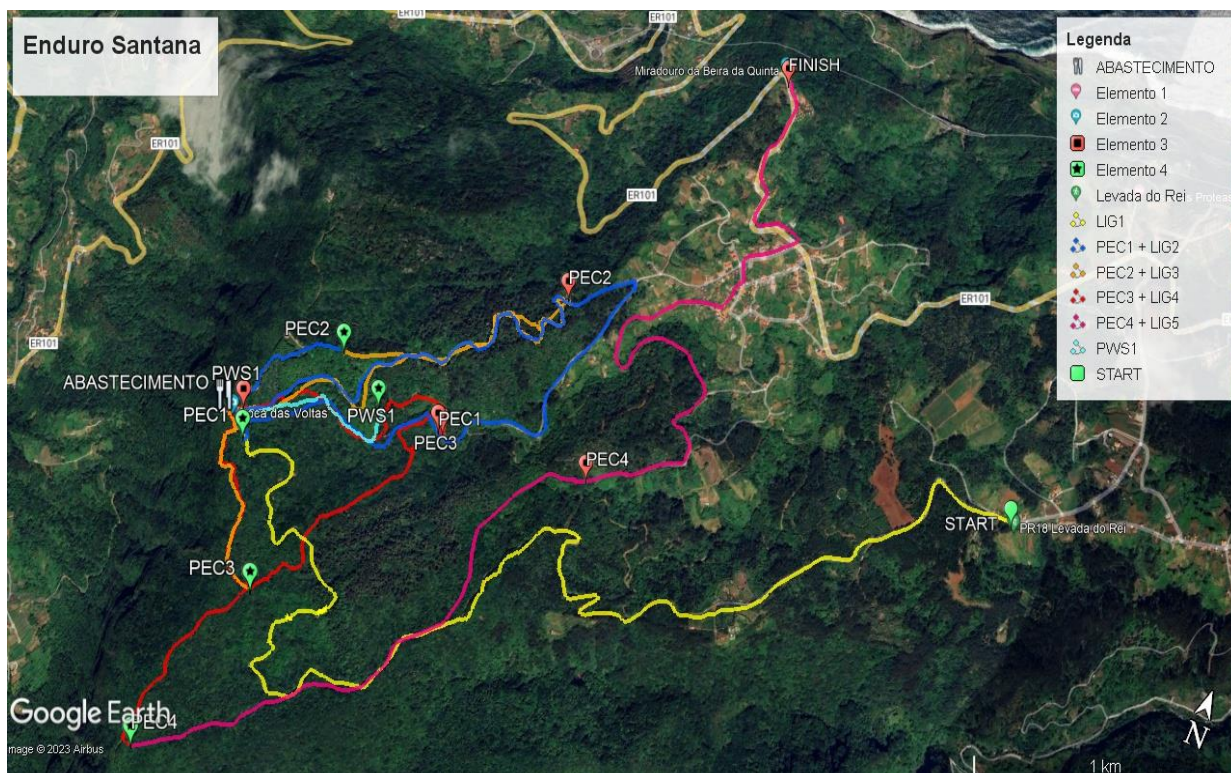 Enduro Santana
Legenda
ABASTECIMENTO
Elemento 1
Elemento 2
Elemento 3
Elemento 4
Levada do Rei
LIG1
PEC1 + LIG2
PEC2 + LIG3
PEC3 + LIG4
PEC4 + LIG5
PWS1
START
ER101
ER101
Miradouro da Beira da Quinta
FINISH
ER101
ER101
ER101
ER101
PEC2
PEC2
PWS1
ABASTECIMENTO
PEC1
das Voltas
PWS1
PEC1
PEC3
PEC4
START
PR18 Levada do Rei
PEC3
PEC4
Google Earth
© 2023 Airbus
N
1 km